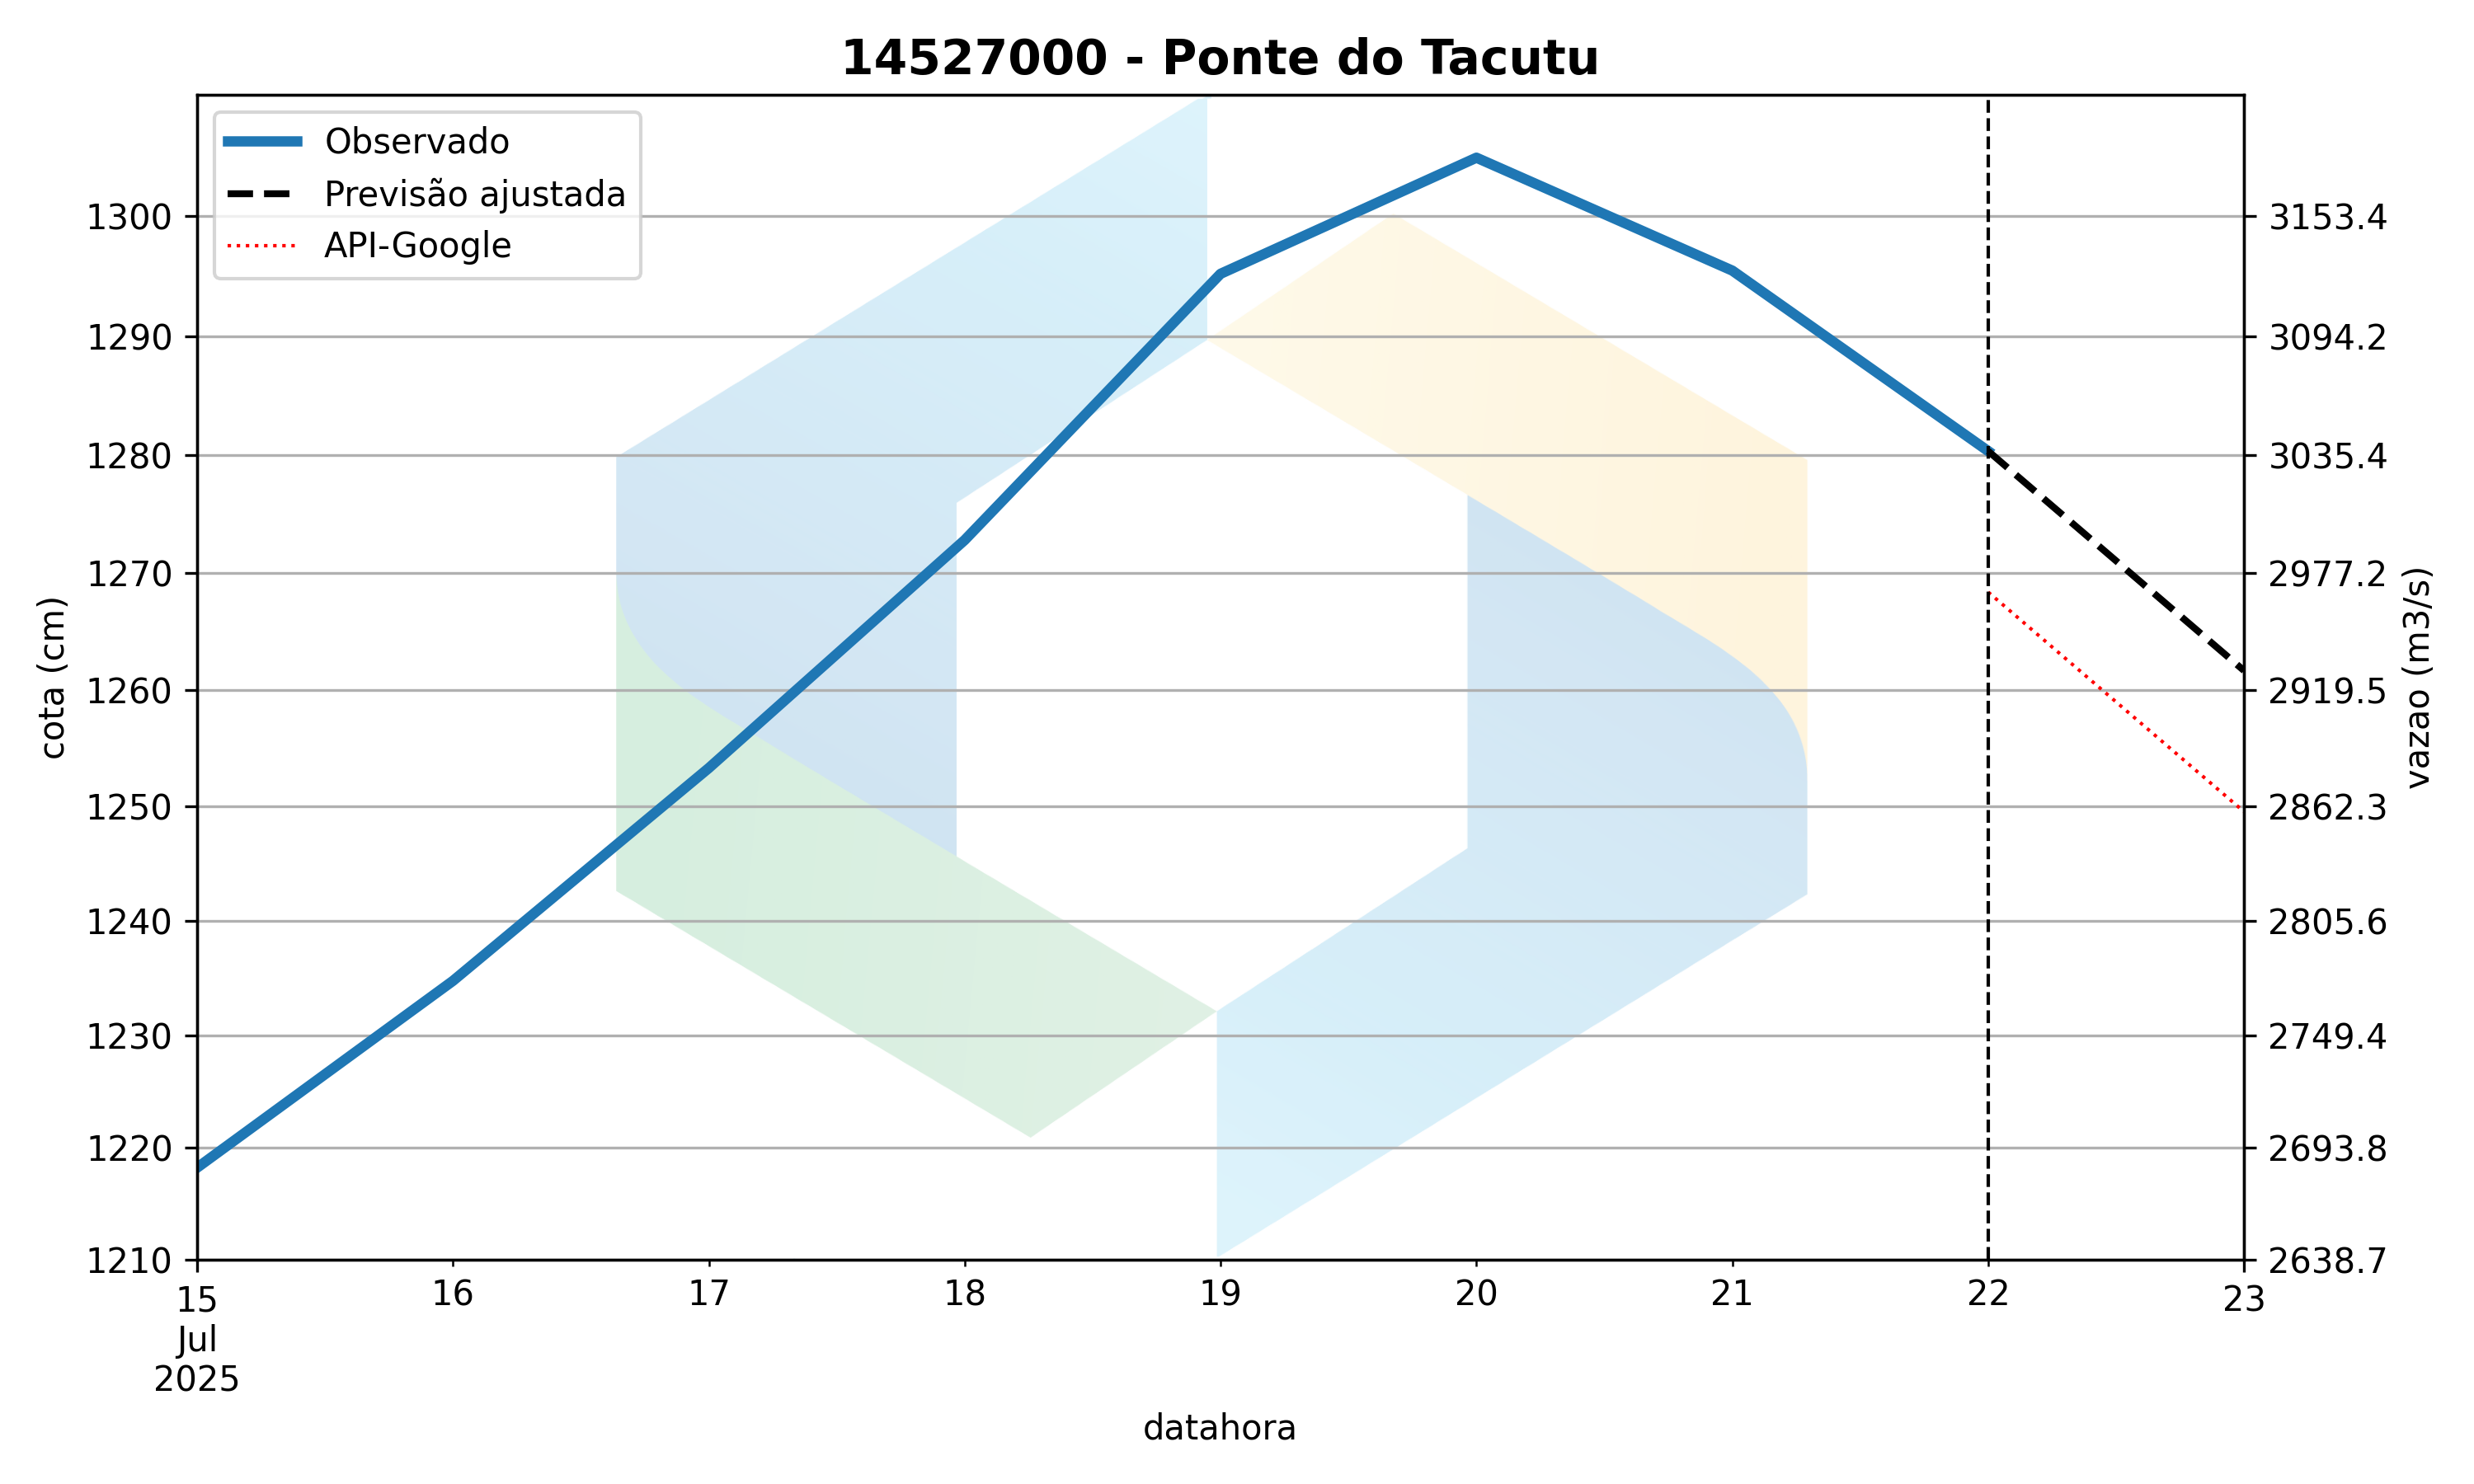 14527000 - Ponte do Tacutu
Observado
Previsão ajustada
API-Google
1300
1290
1280
1270
1260
1250
1240
1230
1220
1210
cota (cm)
3153.4
3094.2
3035.4
2977.2
2919.5
2862.3
2805.6
2749.4
2693.8
2638.7
vazao (m3/s)
15 16 17 18 19 20 21 22 23
Jul
2025
datahora